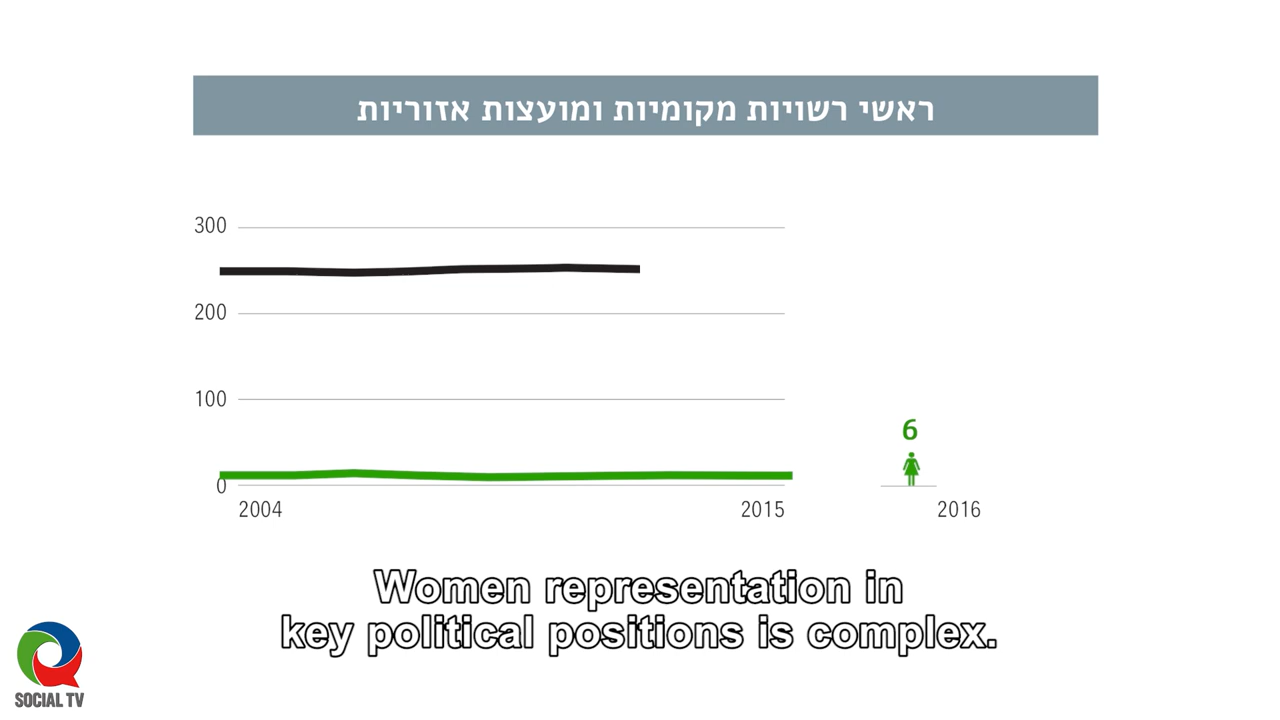 ראשי רשויות מקומיות ומועצות אזוריות
300
200
100
0
6
2004
2015
2016
Women representation in
key political positions is complex.
SOCIAL TV